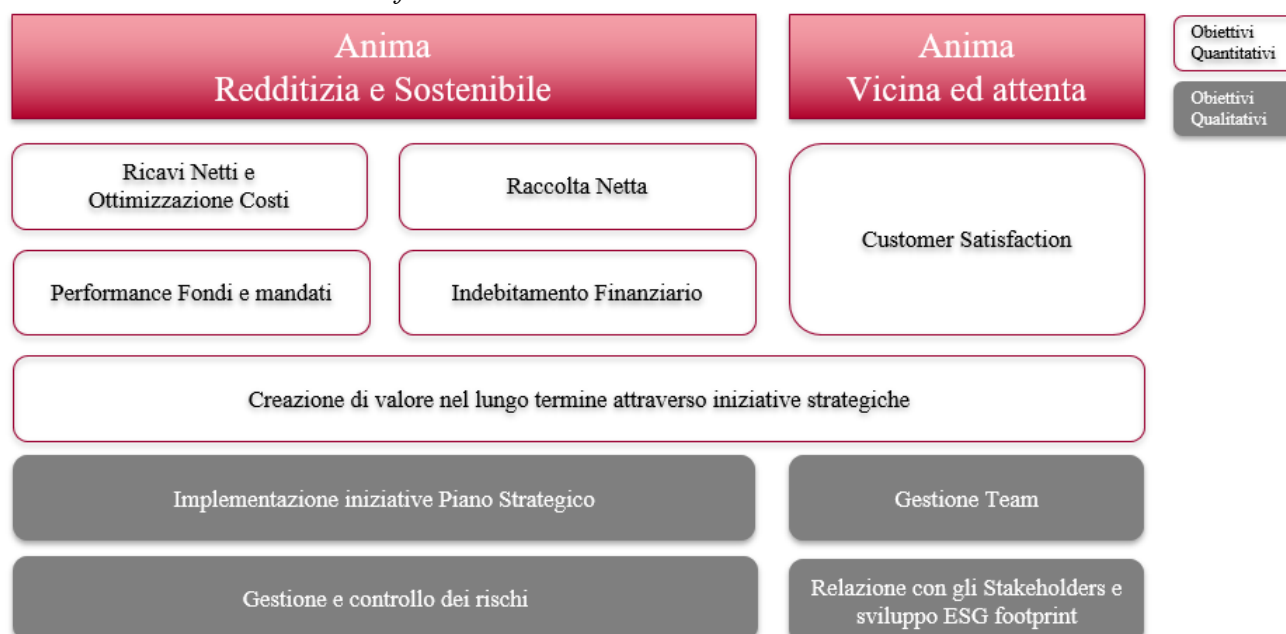 Anima
Redditizia e Sostenibile
Anima
Vicina ed attenta
Obiettivi
Quantitativi
Obiettivi
Qualitativi
Ricavi Netti e
Ottimizzazione Costi
Raccolta Netta
Customer Satisfaction
Performance Fondi e mandati
Indebitamento Finanziario
Creazione di valore nel lungo termine attraverso iniziative strategiche
Implementazione iniziative Piano Strategico
Gestione Team
Gestione e controllo dei rischi
Relazione con gli Stakeholders e
sviluppo ESG footprint